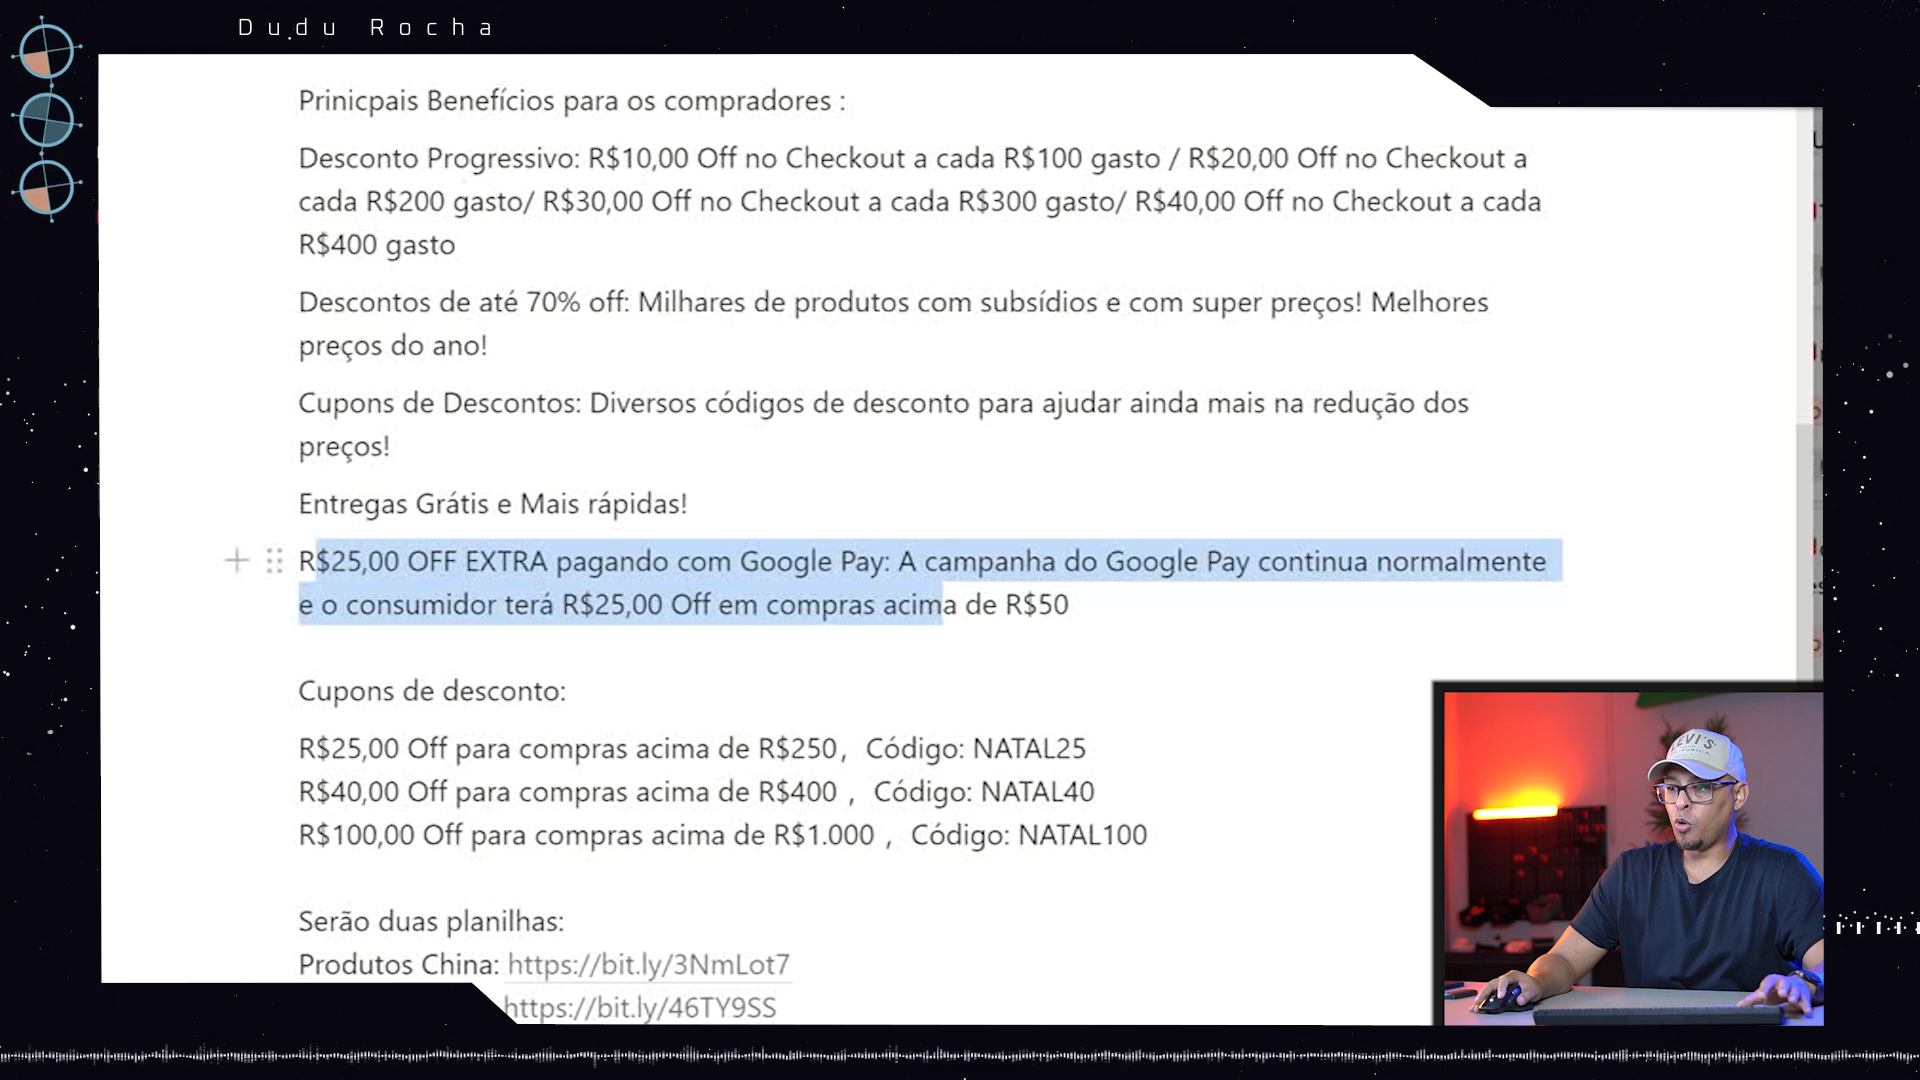 Dudu Rocha
Prinicpais Benefícios para os compradores :
Desconto Progressivo: R$10,00 Off no Checkout a cada R$100 gasto / R$20,00 Off no Checkout a
cada R$200 gasto/ R$30,00 Off no Checkout a cada R$300 gasto/ R$40,00 Off no Checkout a cada
R$400 gasto
Descontos de até 70% off: Milhares de produtos com subsídios e com super preços! Melhores
preços do ano!
Cupons de Descontos: Diversos códigos de desconto para ajudar ainda mais na redução dos
preços!
Entregas Grátis e Mais rápidas!
R$25,00 OFF EXTRA pagando com Google Pay: A campanha do Google Pay continua normalmente
e o consumidor terá R$25,00 Off em compras acima de R$50
Cupons de desconto:
R$25,00 Off para compras acima de R$250， Código: NATAL25
R$40,00 Off para compras acima de R$400， Código: NATAL40
R$100,00 Off para compras acima de R$1.000， Código: NATAL100
Serão duas planilhas:
Produtos China: https://bit.ly/3NmLot7
https://bit.ly/46TY9SS
LEVI'S